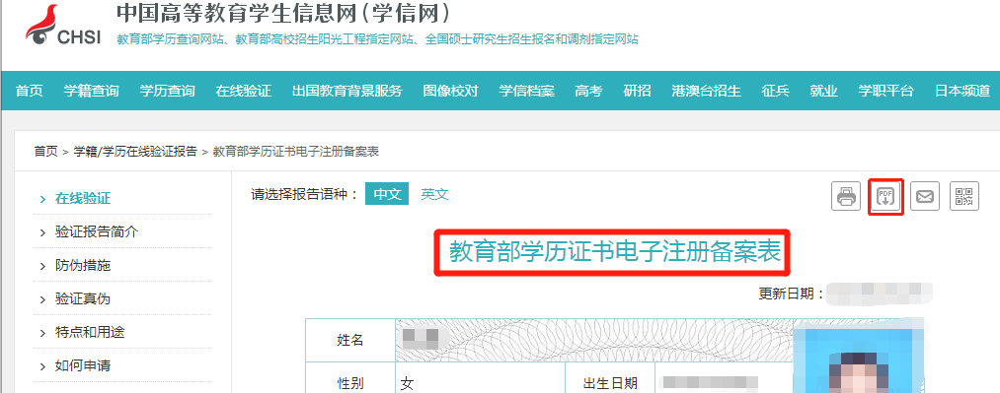 中国高等教育学生信息网(学信网)
CHSI
教育部学历查询网站、教育部高校招生阳光工程指定网站、全国硕士研究生招生报名和调剂指定网站
首页 学籍查询 学历查询 在线验证 出国教育背景服务 图像校对 学信档案 高考 研招 港澳台招生 征兵 就业 学职平台 日本频道
首页 > 学籍/学历在线验证报告 > 教育部学历证书电子注册备案表
> 在线验证
> 验证报告简介
> 防伪措施
> 验证真伪
> 特点和用途
> 如何申请
请选择报告语种： 中文 英文
PDF
教育部学历证书电子注册备案表
更新日期：
姓名
性别 女 出生日期